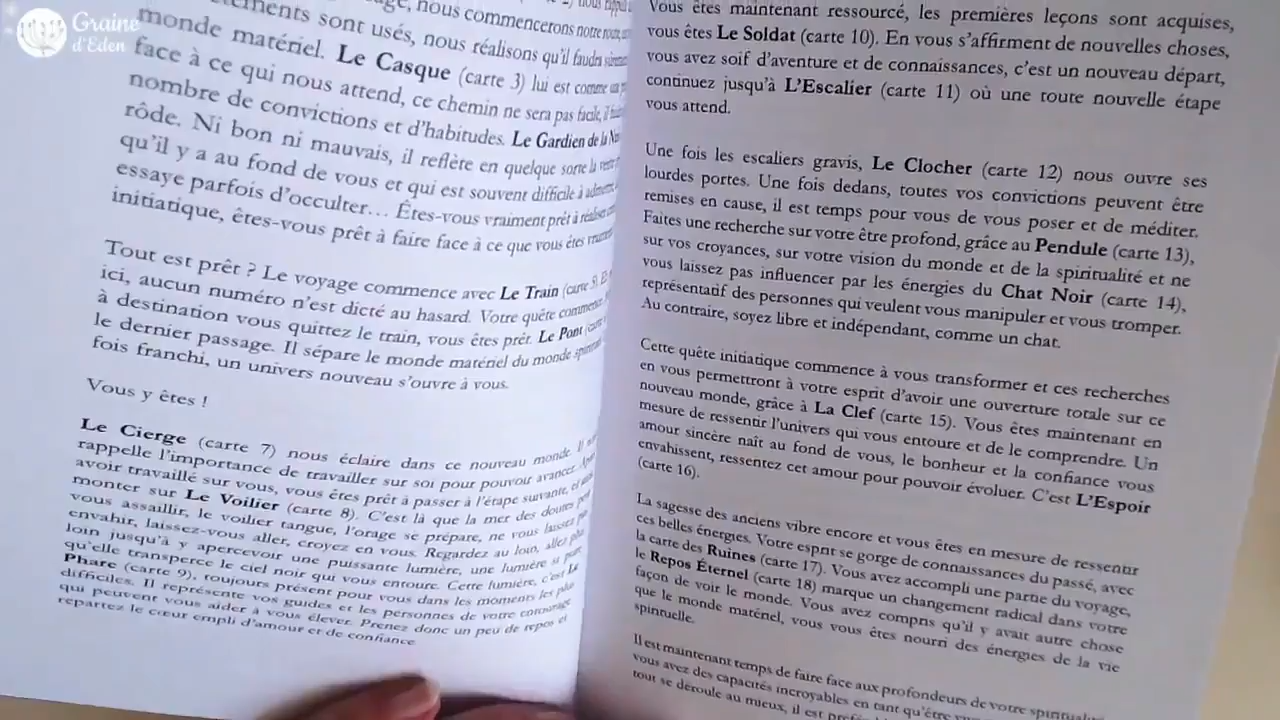 Graine
d'Eden
nous commencerons notre
sont usés, nous réalisons qu'il faudra
monde matériel. Le Casque (carte 3) lui est comme
face à ce qui nous attend, ce chemin ne sera pas facile, il
nombre de convictions et d'habitudes. Le Gardien de la
rôde. Ni bon ni mauvais, il reflète en quelque sorte la
qu'il y a au fond de vous et qui est souvent difficile à
essaye parfois d'occulter... Êtes-vous vraiment prêt à
initiatique, êtes-vous prêt à faire face à ce que vous êtes
Tout est prêt ? Le voyage commence avec Le Train (carte 5).
ici, aucun numéro n'est dicté au hasard. Votre quête
à destination vous quittez le train, vous êtes prêt. Le Pont
le dernier passage. Il sépare le monde matériel du monde
fois franchi, un univers nouveau s'ouvre à vous.
Vous y êtes !
Le Cierge (carte 7) nous éclaire dans ce nouveau monde. Il
rappelle l'importance de travailler sur soi pour pouvoir avancer.
avoir travaillé sur vous, vous êtes prêt à passer à l'étape suivante, et
monter sur Le Voilier (carte 8). C'est là que la mer des doutes
vous assaillir, le voilier tangue, l'orage se prépare, ne vous laissez
envahir, laissez-vous aller, croyez en vous. Regardez au loin, allez plus
loin jusqu'à y apercevoir une puissante lumière, une lumière si
qu'elle transperce le ciel noir qui vous entoure. Cette lumière, c'est Le
Phare (carte 9), toujours présent pour vous dans les moments les plus
difficiles. Il représente vos guides et les personnes de votre entourage
qui peuvent vous aider à vous élever. Prenez donc un peu de repos et
repartez le cœur empli d'amour et de confiance
Vous êtes maintenant ressourcé, les premières leçons sont acquises,
vous êtes Le Soldat (carte 10). En vous s'affirment de nouvelles choses,
vous avez soif d'aventure et de connaissances, c'est un nouveau départ,
continuez jusqu'à L'Escalier (carte 11) où une toute nouvelle étape
vous attend.
Une fois les escaliers gravis, Le Clocher (carte 12) nous ouvre ses
lourdes portes. Une fois dedans, toutes vos convictions peuvent être
remises en cause, il est temps pour vous de vous poser et de méditer.
Faites une recherche sur votre être profond, grâce au Pendule (carte 13),
sur vos croyances, sur votre vision du monde et de la spiritualité et ne
vous laissez pas influencer par les énergies du Chat Noir (carte 14),
représentatif des personnes qui veulent vous manipuler et vous tromper.
Au contraire, soyez libre et indépendant, comme un chat.
Cette quête initiatique commence à vous transformer et ces recherches
en vous permettront à votre esprit d'avoir une ouverture totale sur ce
nouveau monde, grâce à La Clef (carte 15). Vous êtes maintenant en
mesure de ressentir l'univers qui vous entoure et de le comprendre. Un
amour sincère naît au fond de vous, le bonheur et la confiance vous
envahissent, ressentez cet amour pour pouvoir évoluer. C'est L'Espoir
(carte 16).
La sagesse des anciens vibre encore et vous êtes en mesure de ressentir
ces belles énergies. Votre esprit se gorge de connaissances du passé, avec
la carte des Ruines (carte 17). Vous avez accompli une partie du voyage,
le Repos Éternel (carte 18) marque un changement radical dans votre
façon de voir le monde. Vous avez compris qu'il y avait autre chose
que le monde matériel, vous vous êtes nourri des énergies de la vie
spirituelle.
Il est maintenant temps de faire face aux profondeurs de votre
vous avez des capacités incroyables en tant qu'être
tout se déroule au mieux, il est